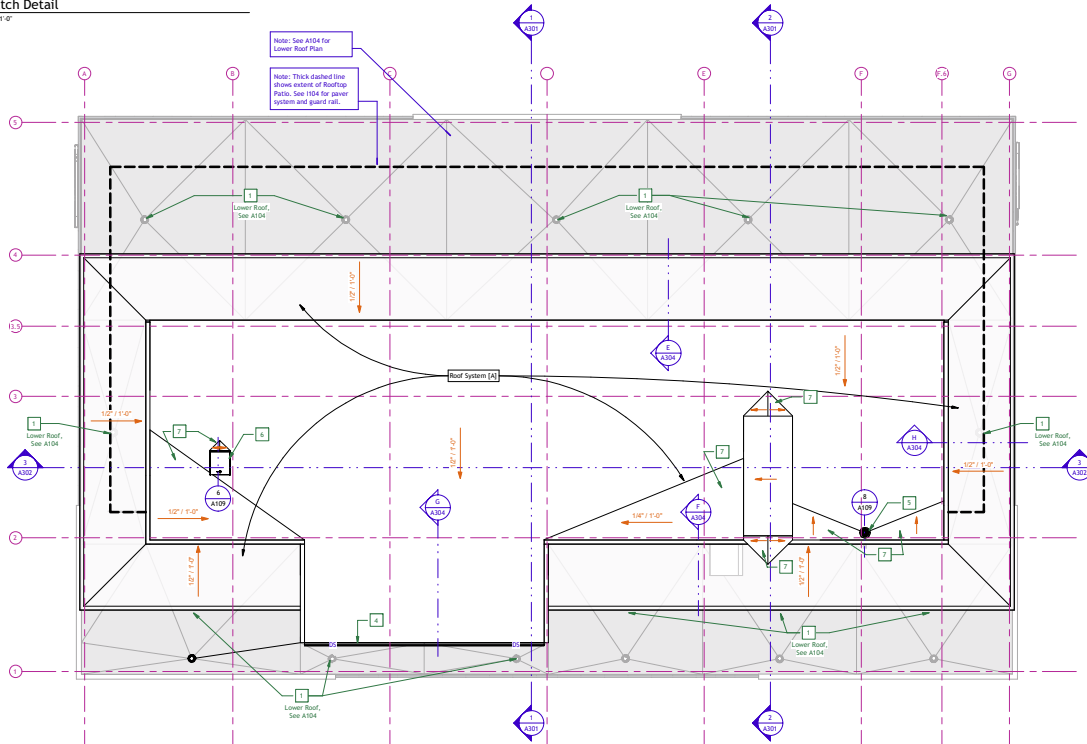 tch Detail
1'-0"
1
A301
2
A301
Note: See A104 for
Lower Roof Plan
Note: Thick dashed line
shows extent of Rooftop
Patio. See I104 for paver
system and guard rail.
A
B
C
E
F
F.6
G
5
1
Lower Roof,
See A104
1
Lower Roof,
See A104
4
1/2" / 1'-0"
3.5
E
A304
1/2" / 1'-0"
Roof System [A]
3
7
1/2" / 1'-0"
1
Lower Roof,
See A104
7
6
1/2" / 1'-0"
H
A304
1
Lower Roof,
See A104
7
3
A302
1/2" / 1'-0"
3
A302
6
A109
G
A304
F
A304
8
A109
5
1/2" / 1'-0"
1/4" / 1'-0"
2
7
7
1/2" / 1'-0"
1/2" / 1'-0"
4
1
Lower Roof,
See A104
DS
DS
1
1
Lower Roof,
See A104
1
A301
2
A301